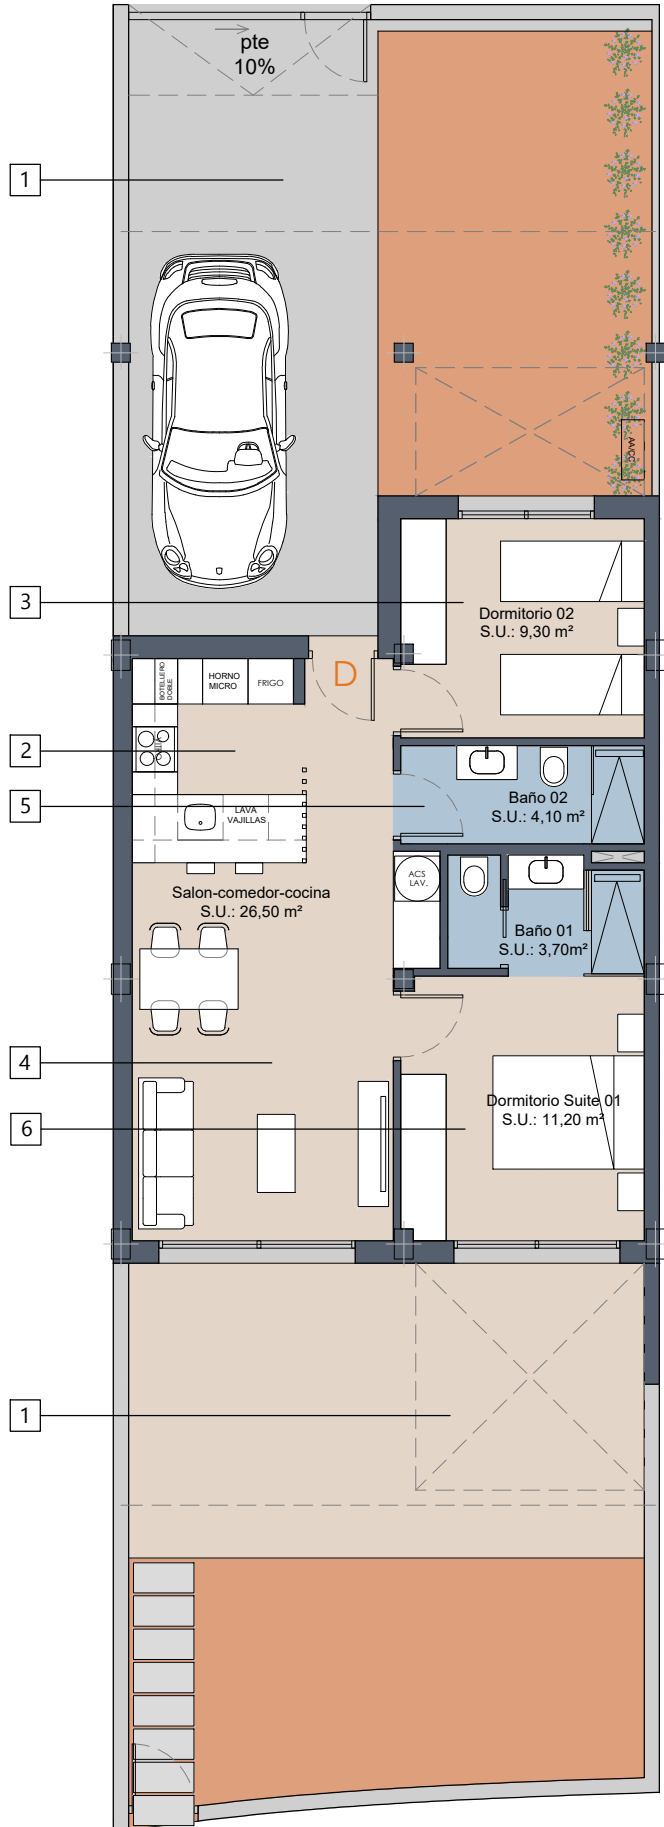 pte
10%
1
AA/CC
3
Dormitorio 02
S.U.: 9,30 m²
D
BOTELLERO
DOBLE
HORNO
MICRO
FRIGO
2
5
Baño 02
S.U.: 4,10 m²
LAVA
VAJILLAS
ACS
LAV.
Salon-comedor-cocina
S.U.: 26,50 m²
Baño 01
S.U.: 3,70m²
4
Dormitorio Suite 01
S.U.: 11,20 m²
6
1